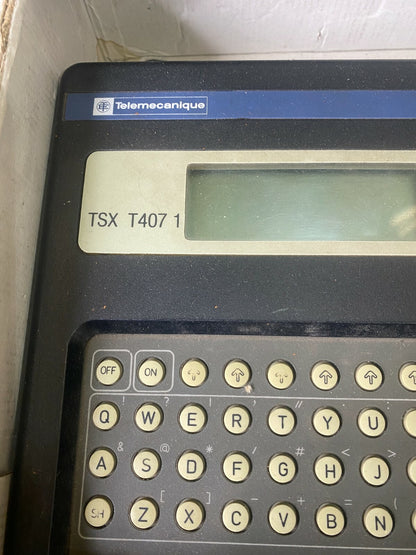 Telemecanique
TSX T407 1
OFF ON
! ? ! " ' ;
Q W E R T Y U
& @ * / # < >
A S D F G H J
[ ] - + = (
SH Z X C V B N